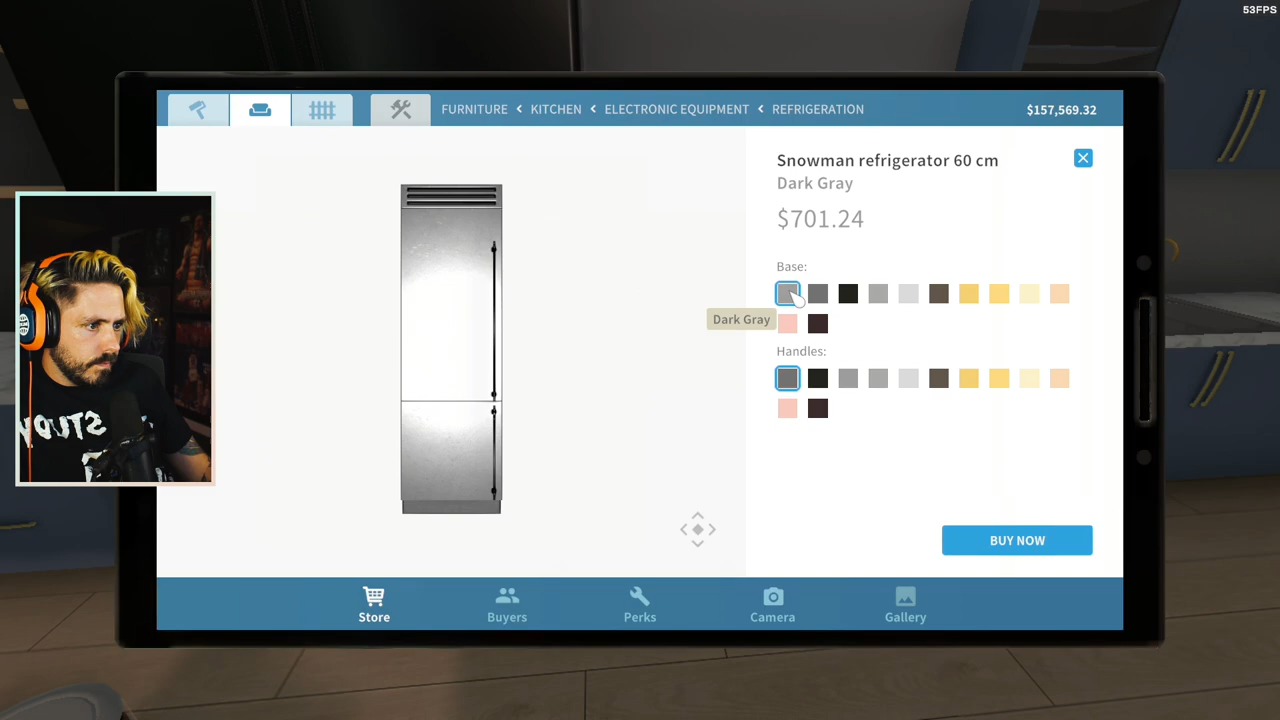 53FPS
FURNITURE < KITCHEN < ELECTRONIC EQUIPMENT < REFRIGERATION
$157,569.32
Snowman refrigerator 60 cm
Dark Gray
$701.24
Base:
Dark Gray
Handles:
BUY NOW
Store
Buyers
Perks
Camera
Gallery
STUDY